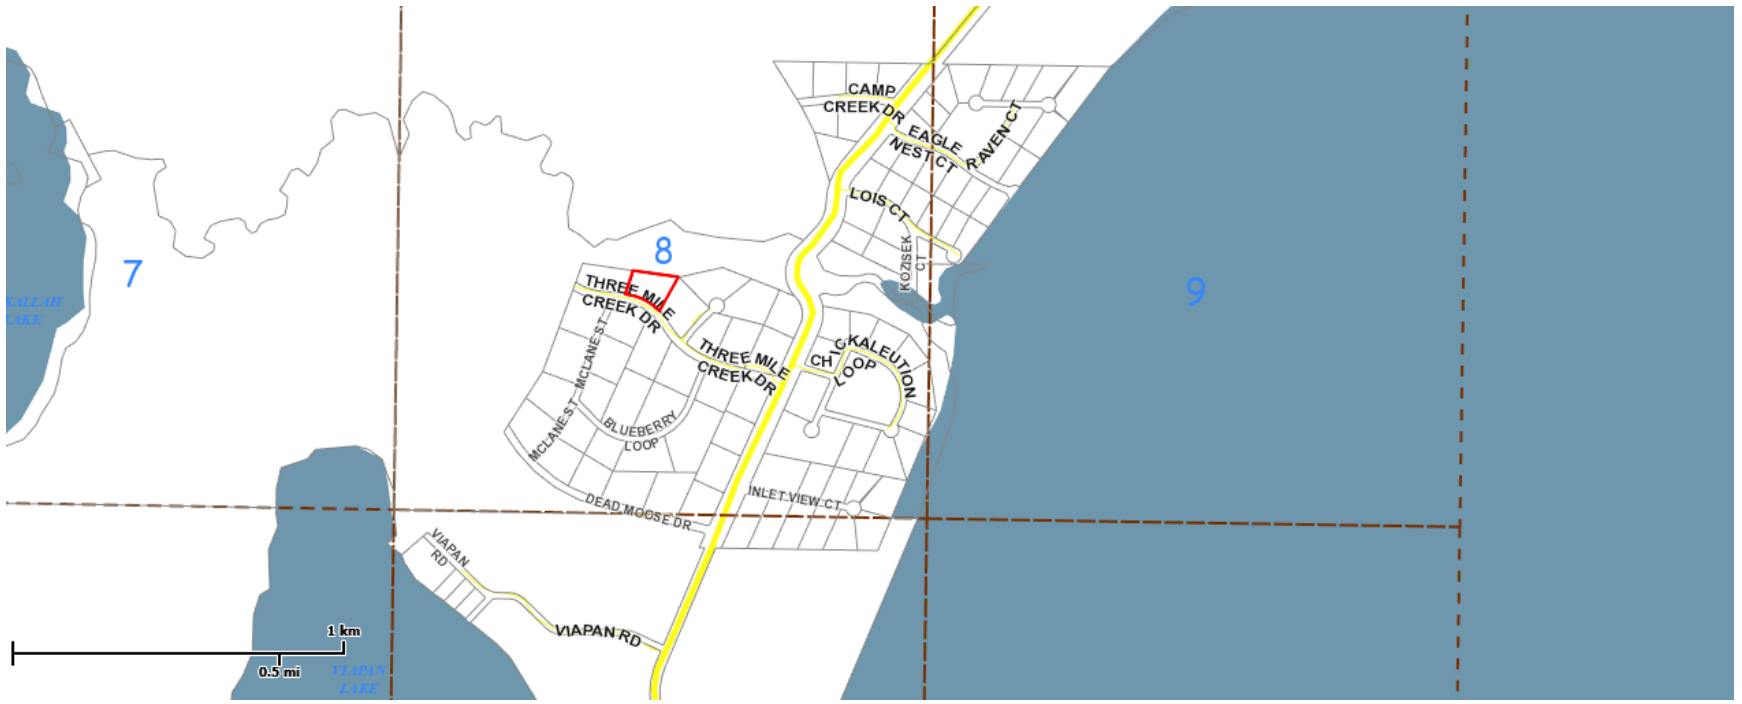 CAMP
CREEK DR
EAGLE
NEST CT
RAVEN CT
LOIS CT
KOZISEK
CT
8
7
9
KALLAH
LAKE
THREE MILE
CREEK DR
THREE MILE
CREEK DR
CHICKALEUTION
LOOP
MCLANE ST
MCLANE ST
BLUEBERRY
LOOP
INLET VIEW CT
DEAD MOOSE DR
VIAPAN
RD
VIAPAN RD
1 km
0.5 mi
VIAPAN
LAKE